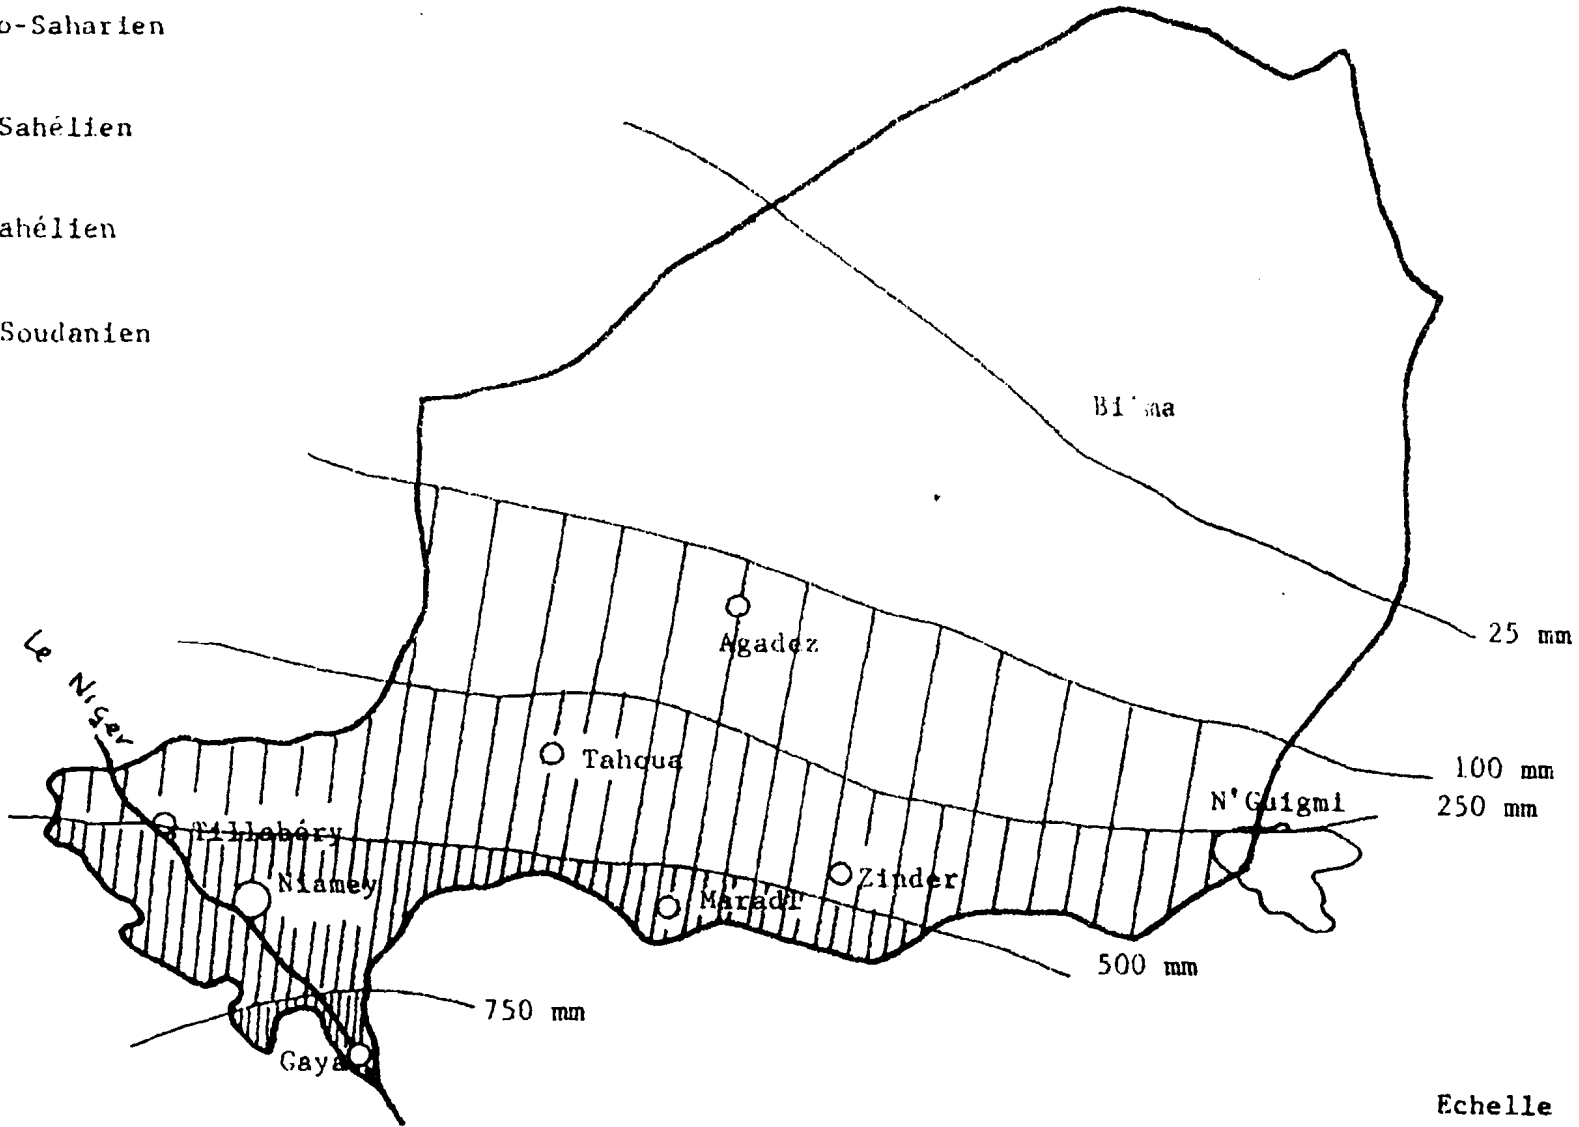 o-Saharien
Sahélien
ahélien
Soudanien
25 mm
Agadez
Le Niger
Tahoua
100 mm
N'Guigmi
250 mm
Tillabéry
Niamey
Zinder
Maradi
500 mm
750 mm
Gaya
Echelle